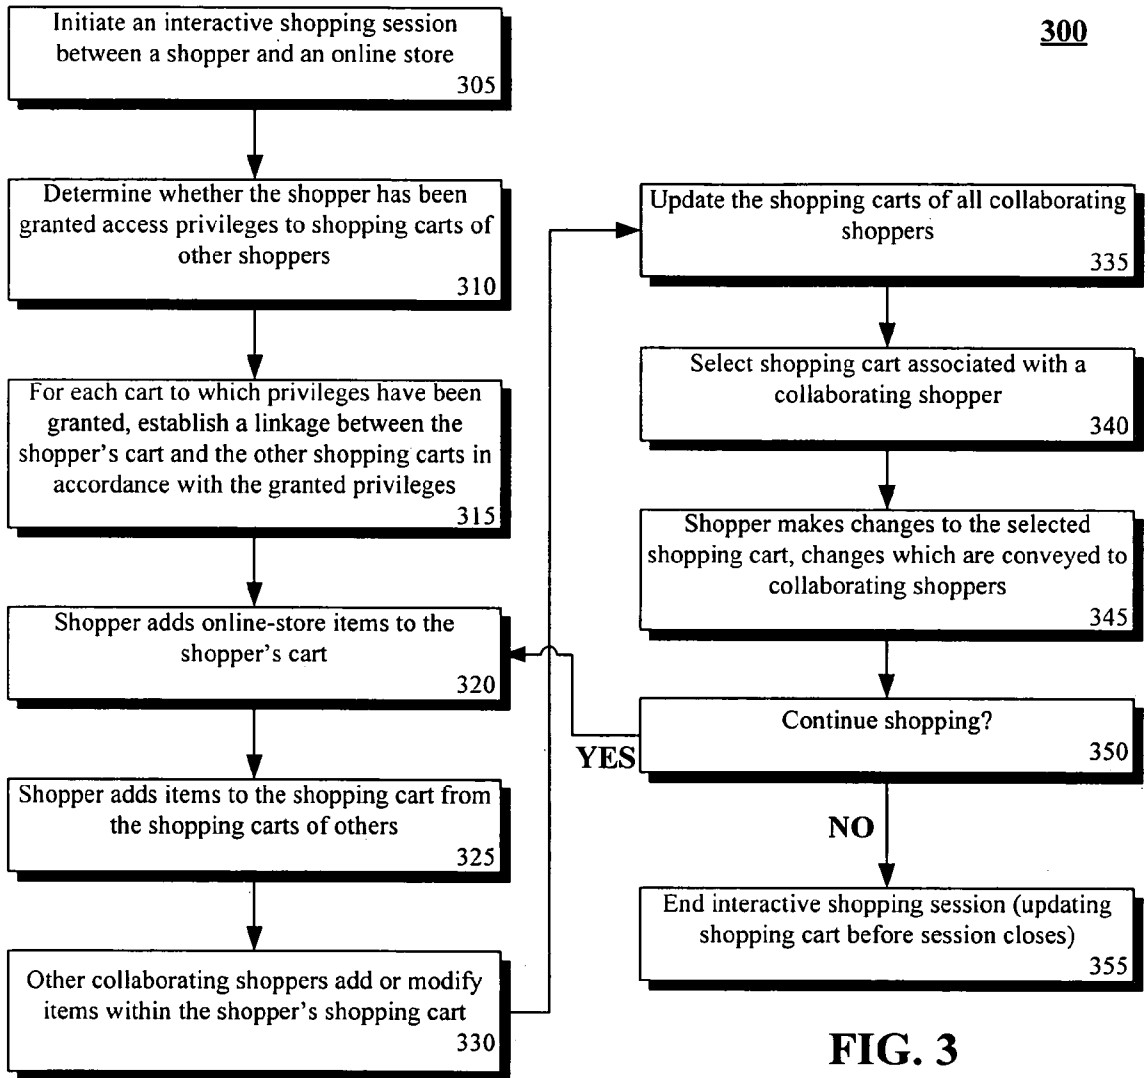 300
Initiate an interactive shopping session
between a shopper and an online store
305
Determine whether the shopper has been
granted access privileges to shopping carts of
other shoppers
310
For each cart to which privileges have been
granted, establish a linkage between the
shopper's cart and the other shopping carts in
accordance with the granted privileges
315
Shopper adds online-store items to the
shopper's cart
320
Shopper adds items to the shopping cart from
the shopping carts of others
325
Other collaborating shoppers add or modify
items within the shopper's shopping cart
330
Update the shopping carts of all collaborating
shoppers
335
Select shopping cart associated with a
collaborating shopper
340
Shopper makes changes to the selected
shopping cart, changes which are conveyed to
collaborating shoppers
345
Continue shopping?
350
YES
NO
End interactive shopping session (updating
shopping cart before session closes)
355
FIG. 3